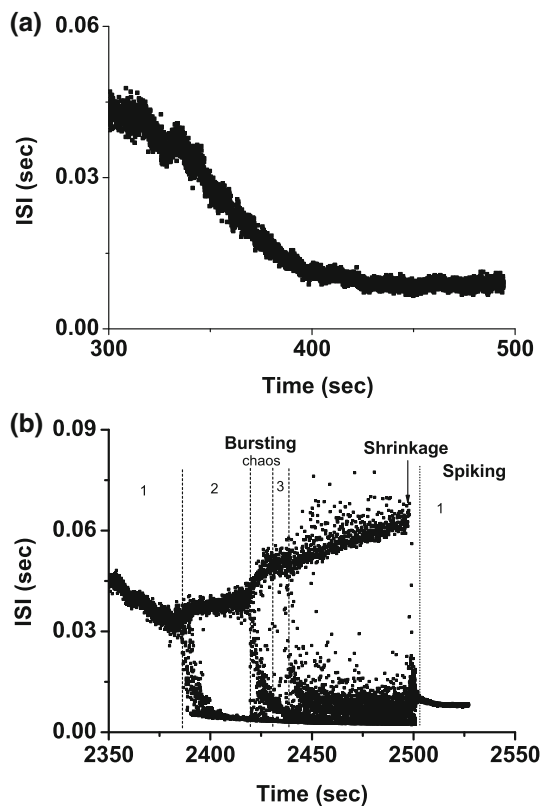 (a)
0.06
0.03
0.00
ISI (sec)
300 400 500
Time (sec)
(b)
0.09
0.06
0.03
0.00
ISI (sec)
Bursting
chaos
Shrinkage
Spiking
1 2 3 1
2350 2400 2450 2500 2550
Time (sec)